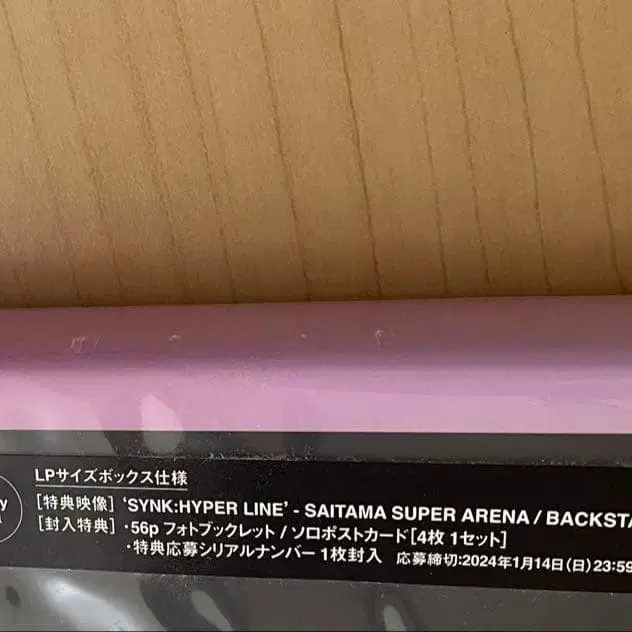 LPサイズボックス仕様
[特典映像] ‘SYNK:HYPER LINE’ - SAITAMA SUPER ARENA / BACKSTA
[封入特典] ・56p フォトブックレット / ソロポストカード[4枚 1セット]
・特典応募シリアルナンバー 1枚封入 応募締切:2024年1月14日(日)23:59